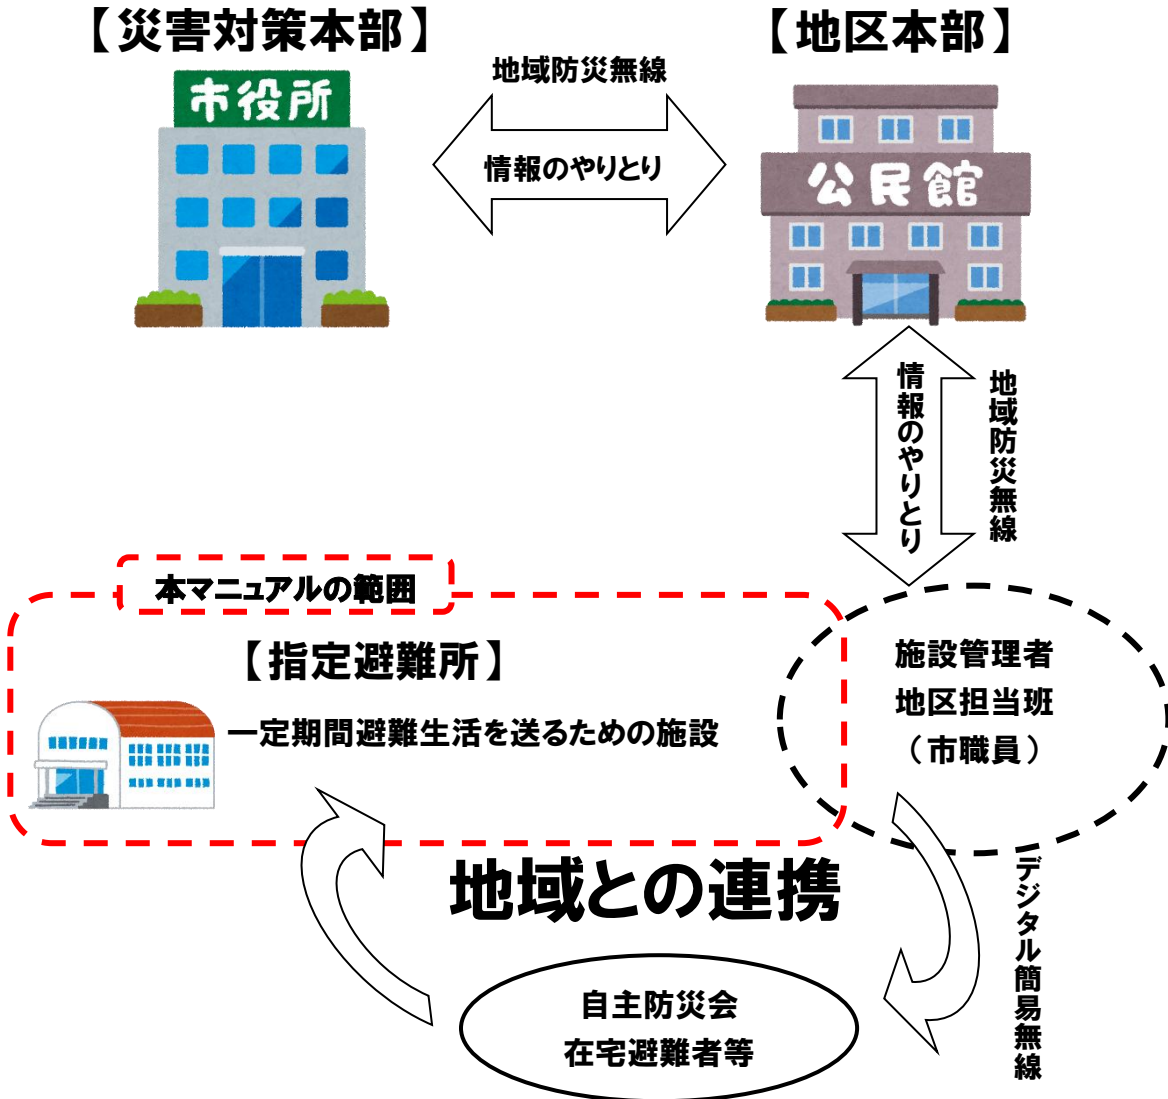 【災害対策本部】
【地区本部】
市役所
地域防災無線
情報のやりとり
公民館
情報のやりとり
地域防災無線
本マニュアルの範囲
【指定避難所】
一定期間避難生活を送るための施設
施設管理者
地区担当班
（市職員）
地域との連携
デジタル簡易無線
自主防災会
在宅避難者等